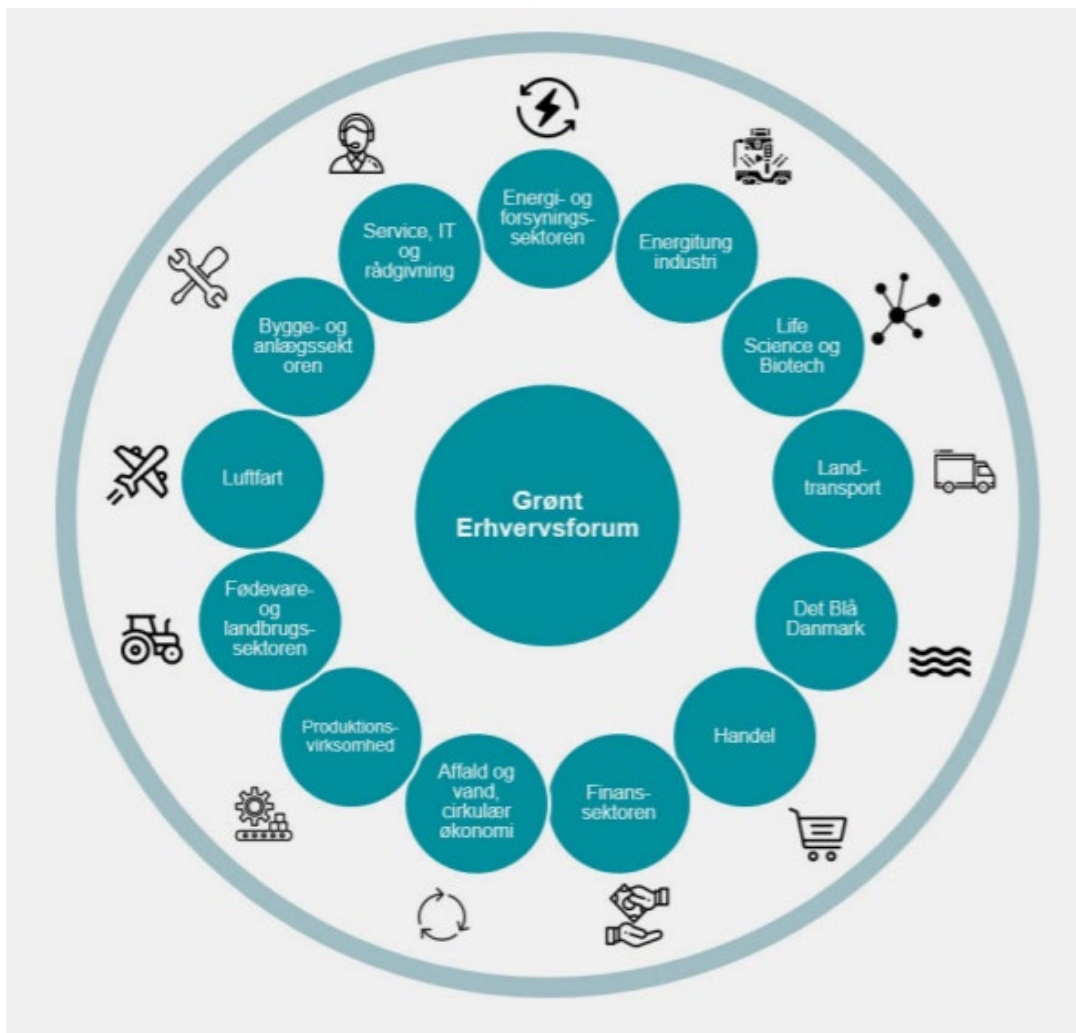 Energi- og
forsynings-
sektoren
Energitung
industri
Life
Science og
Biotech
Land-
transport
Det Blå
Danmark
Handel
Finans-
sektoren
Affald og
vand,
cirkulær
økonomi
Produktions-
virksomhed
Fødevare-
og
landbrugs-
sektoren
Luftfart
Bygge- og
anlægssekt
oren
Service, IT
og
rådgivning
Grønt
Erhvervsforum